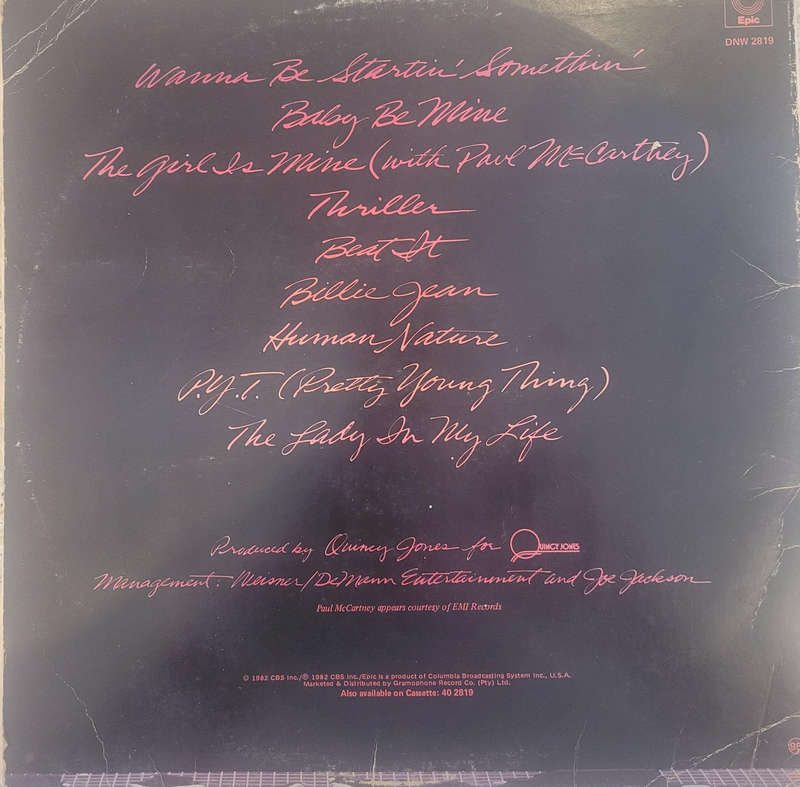 Epic
DNW 2819
Wanna Be Startin' Somethin'
Baby Be Mine
The Girl Is Mine (with Paul McCartney)
Thriller
Beat It
Billie Jean
Human Nature
P.Y.T. (Pretty Young Thing)
The Lady In My Life
Produced by Quincy Jones for QUINCY JONES
Management: Weisner/DeMann Entertainment and Joe Jackson
Paul McCartney appears courtesy of EMI Records
© 1982 CBS Inc./℗ 1982 CBS Inc./Epic is a product of Columbia Broadcasting System Inc., U.S.A.
Marketed & Distributed by Gramophone Record Co. (Pty) Ltd.
Also available on Cassette: 40 2819